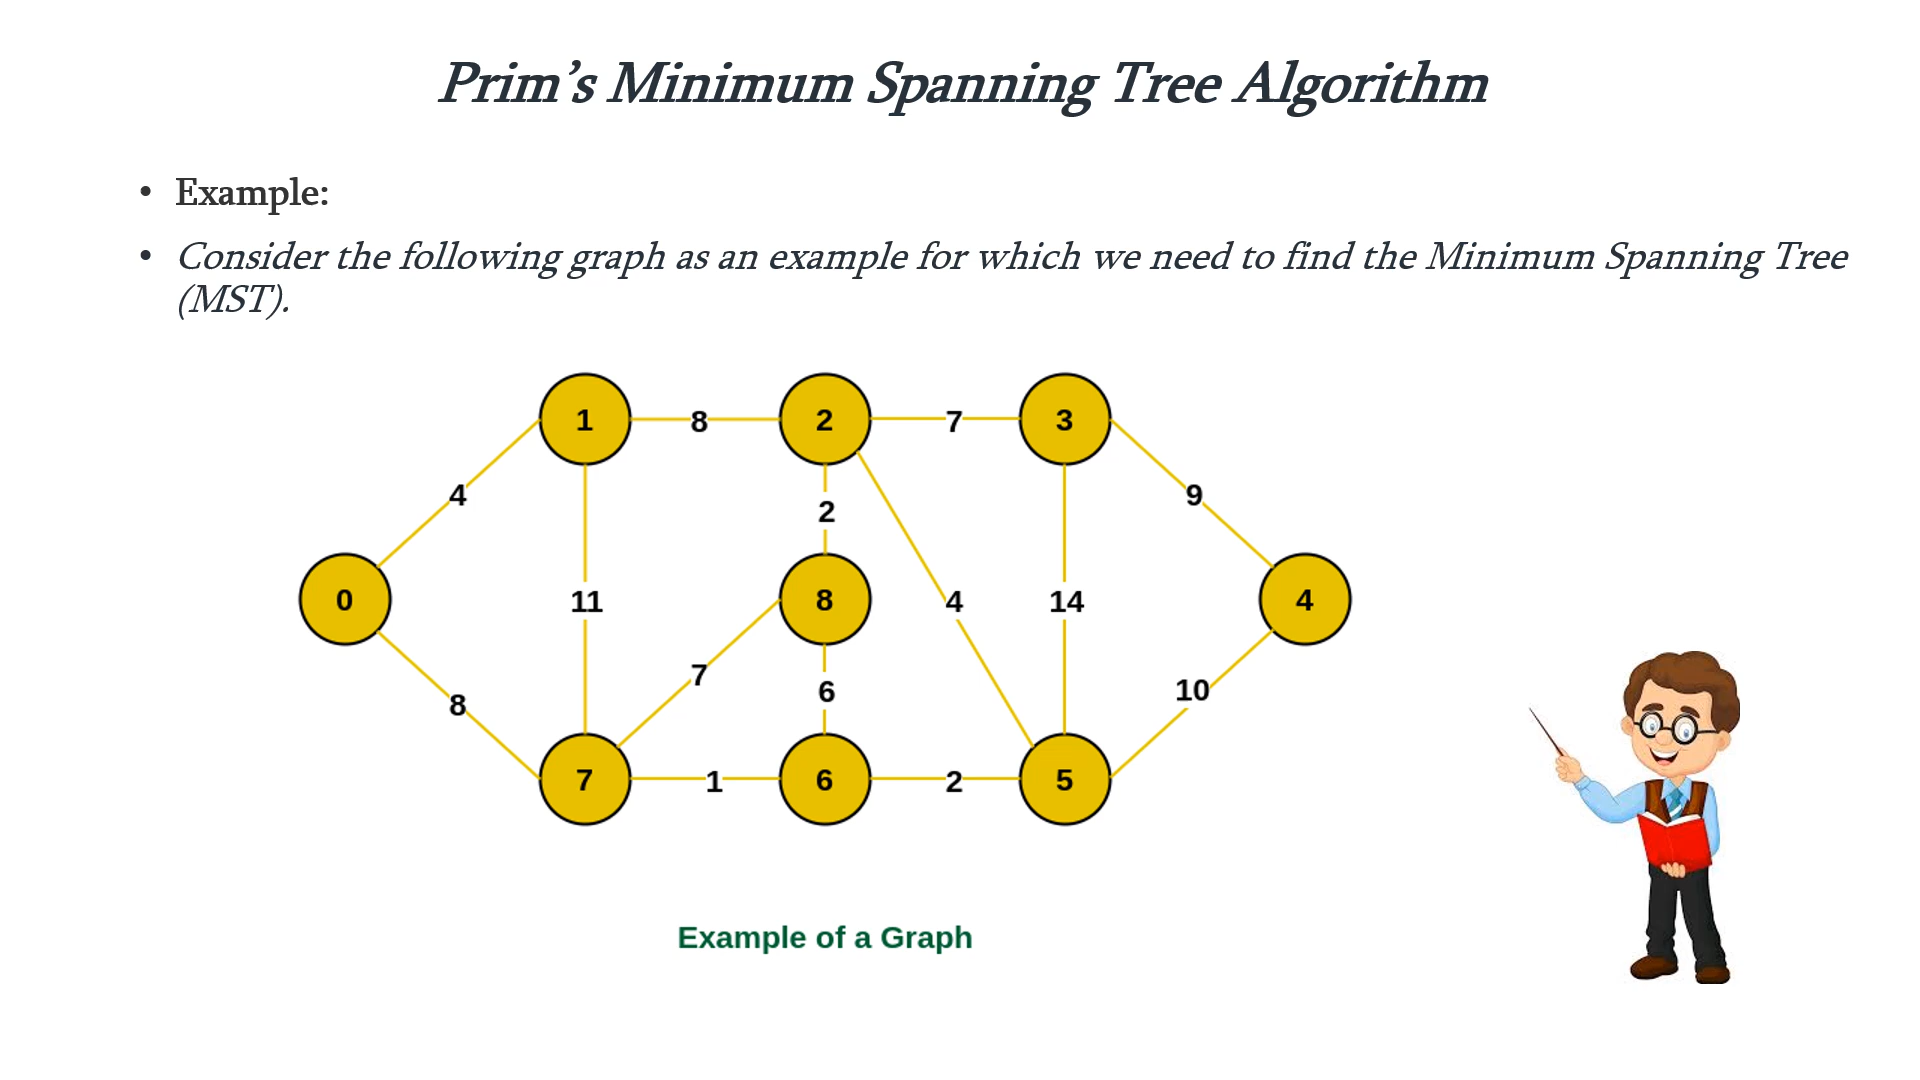 Prim’s Minimum Spanning Tree Algorithm
• Example:
• Consider the following graph as an example for which we need to find the Minimum Spanning Tree
(MST).
1 8 2 7 3
4 2 9
0 11 8 4 14 4
8 7 6 10
7 1 6 2 5
Example of a Graph